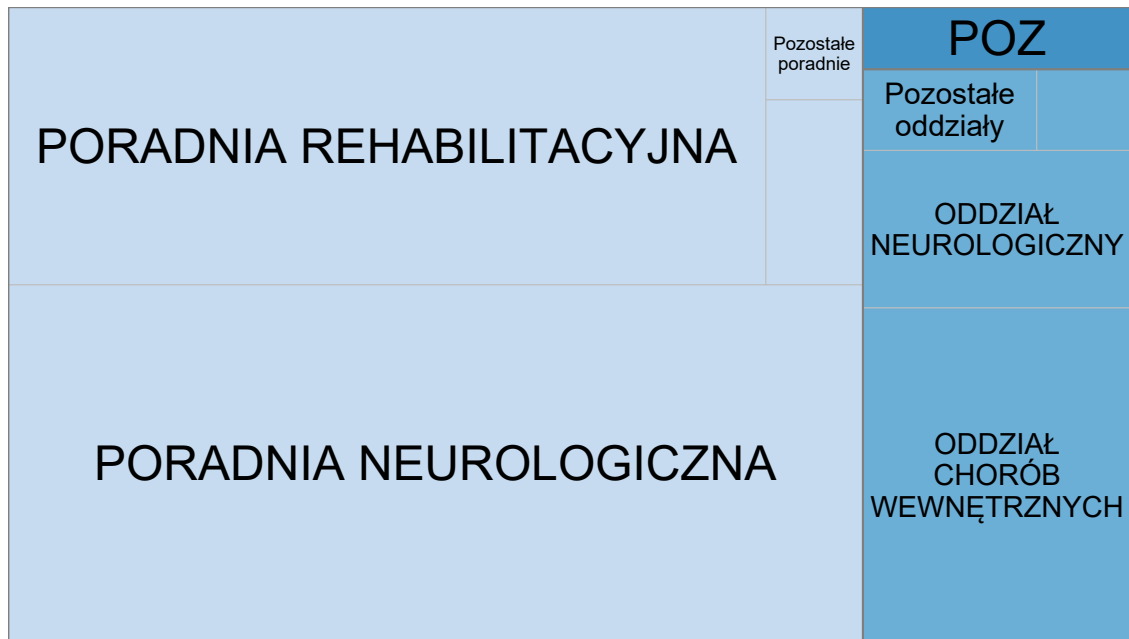 PORADNIA REHABILITACYJNA
Pozostałe
poradnie
PORADNIA NEUROLOGICZNA
POZ
Pozostałe
oddziały
ODDZIAŁ
NEUROLOGICZNY
ODDZIAŁ
CHORÓB
WEWNĘTRZNYCH